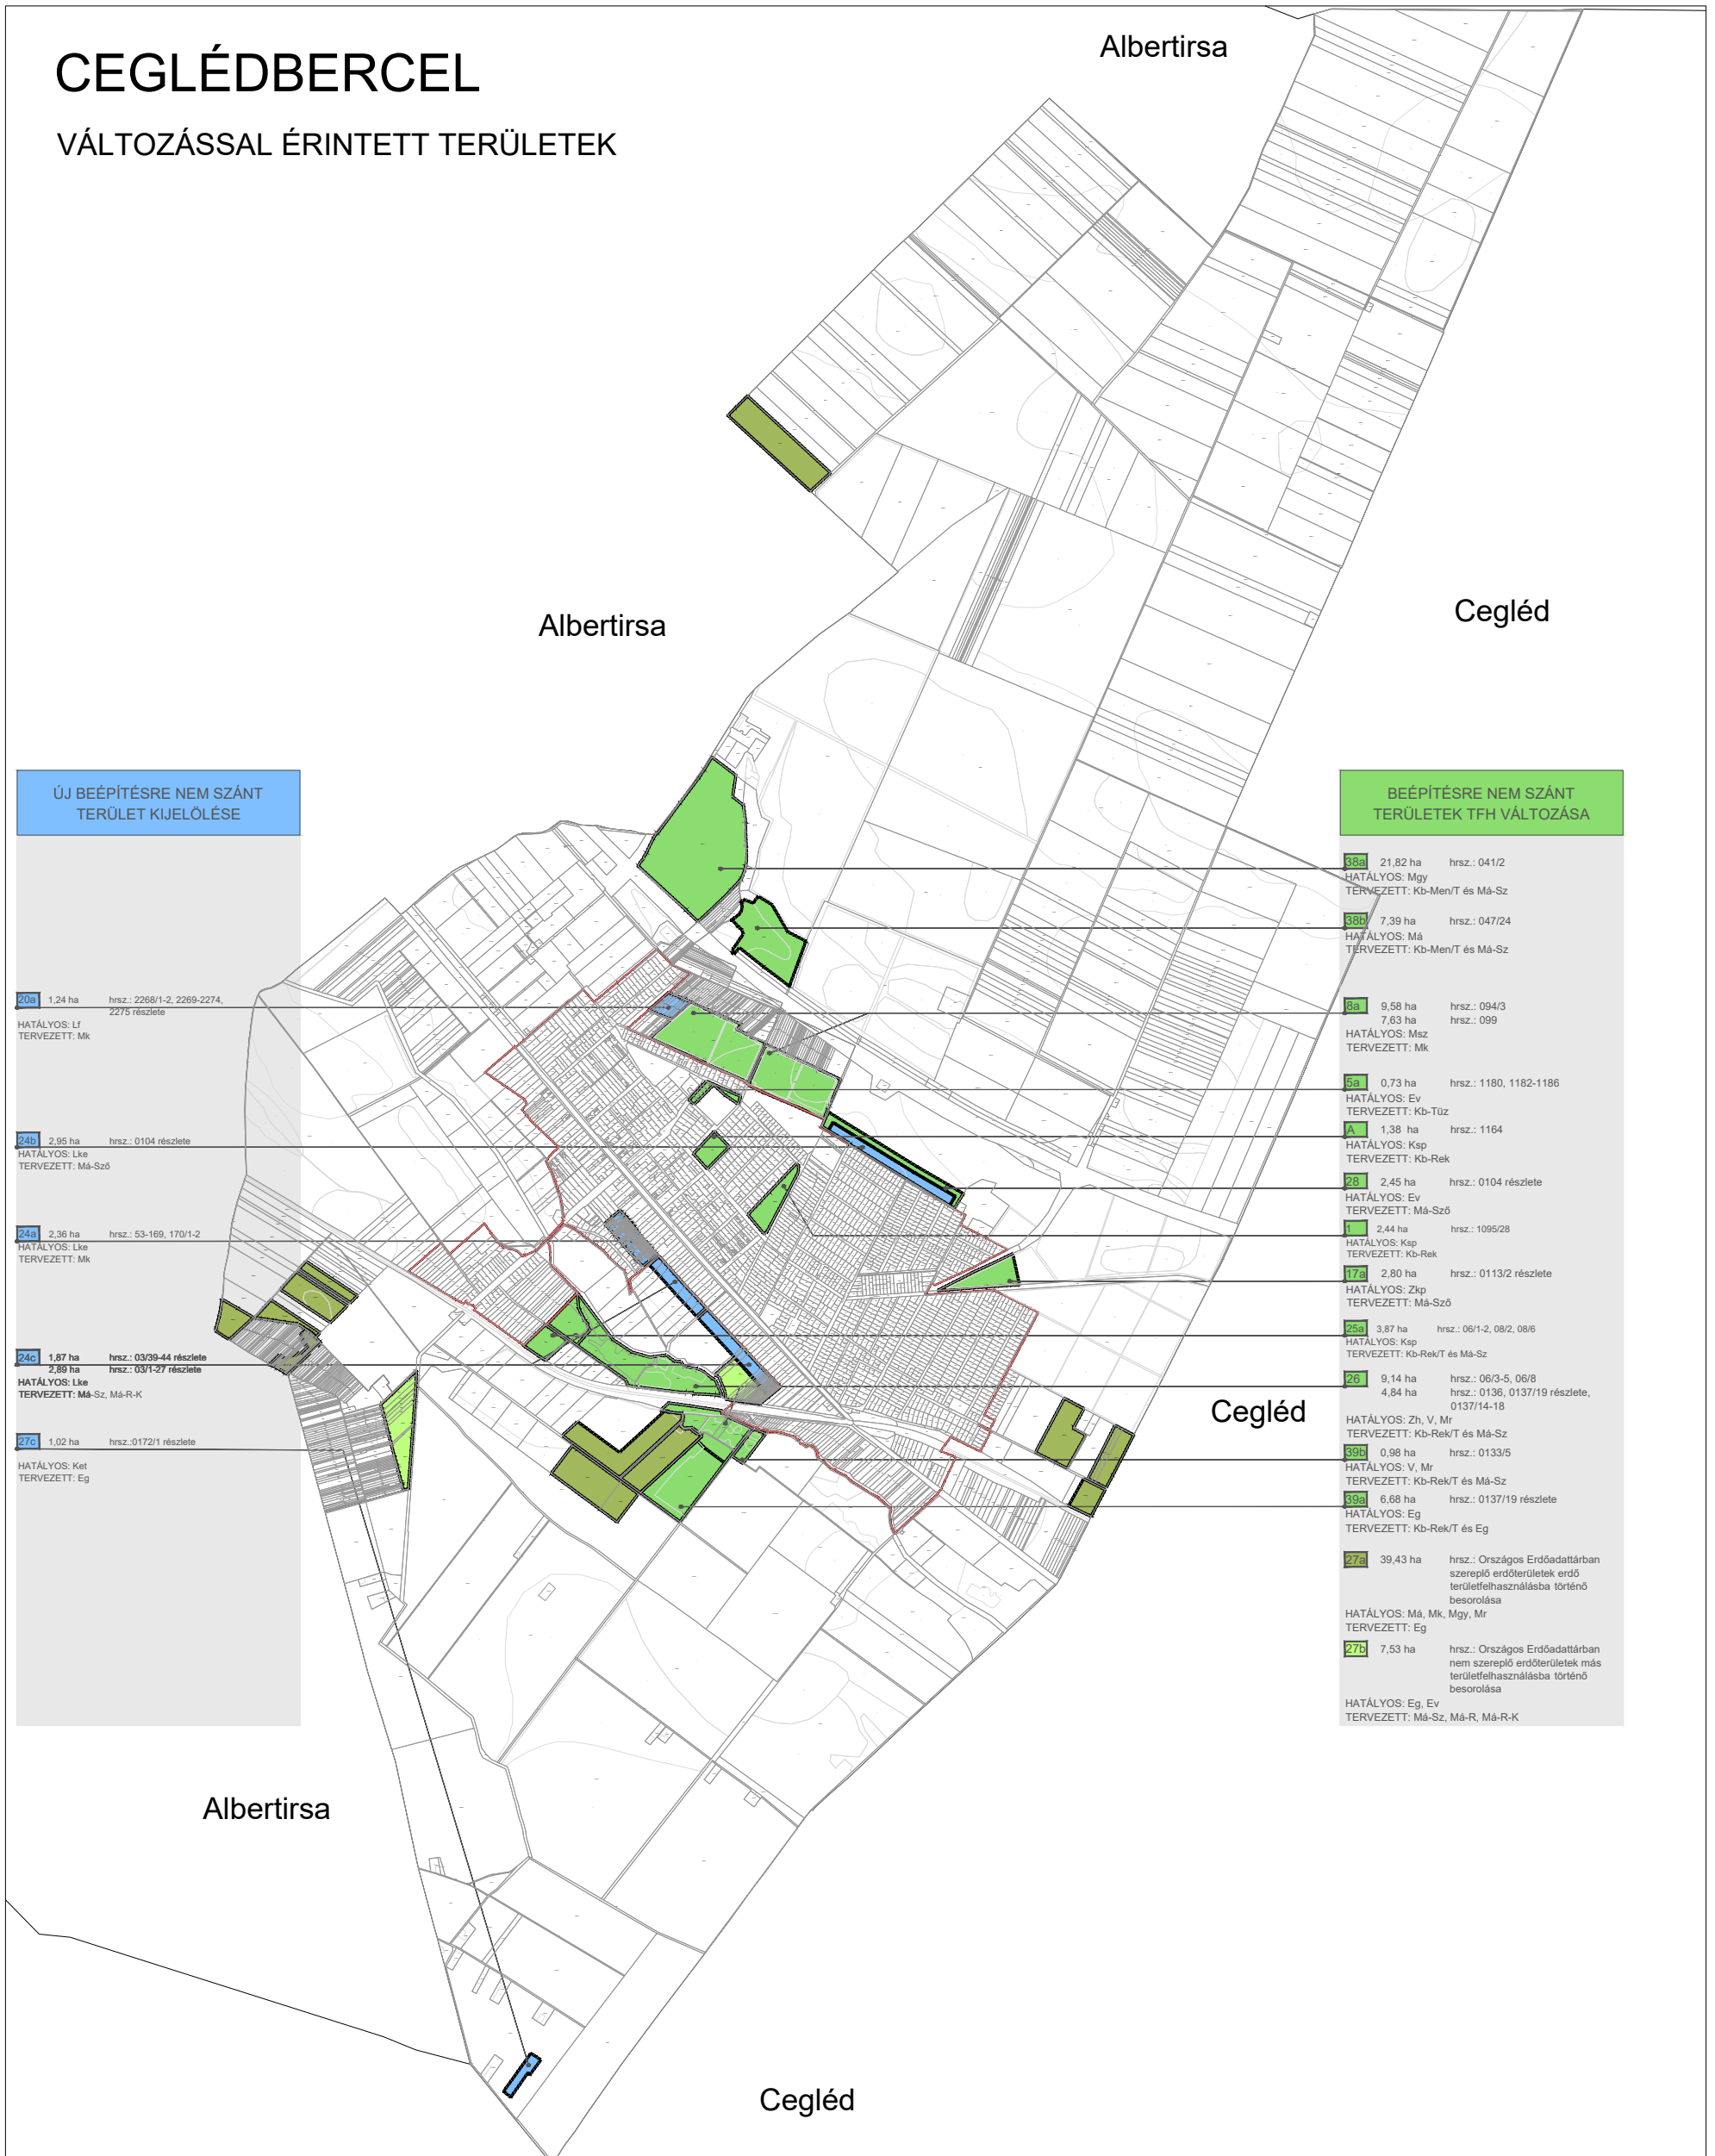 CEGLÉDBERCEL
VÁLTOZÁSSAL ÉRINTETT TERÜLETEK
Albertirsa
Albertirsa
Cegléd
ÚJ BEÉPÍTÉSRE NEM SZÁNT
TERÜLET KIJELÖLÉSE
20a 1,24 ha hrsz.: 2268/1-2, 2269-2274,
2275 részlete
HATÁLYOS: Lf
TERVEZETT: Mk
24b 2,95 ha hrsz.: 0104 részlete
HATÁLYOS: Lke
TERVEZETT: Má-Sző
24a 2,36 ha hrsz.: 53-169, 170/1-2
HATÁLYOS: Lke
TERVEZETT: Mk
24c 1,87 ha hrsz.: 03/39-44 részlete
2,89 ha hrsz.: 03/1-27 részlete
HATÁLYOS: Lke
TERVEZETT: Má-Sz, Má-R-K
27c 1,02 ha hrsz.:0172/1 részlete
HATÁLYOS: Ket
TERVEZETT: Eg
BEÉPÍTÉSRE NEM SZÁNT
TERÜLETEK TFH VÁLTOZÁSA
38a 21,82 ha hrsz.: 041/2
HATÁLYOS: Mgy
TERVEZETT: Kb-Men/T és Má-Sz
38b 7,39 ha hrsz.: 047/24
HATÁLYOS: Má
TERVEZETT: Kb-Men/T és Má-Sz
8a 9,58 ha hrsz.: 094/3
7,63 ha hrsz.: 099
HATÁLYOS: Msz
TERVEZETT: Mk
5a 0,73 ha hrsz.: 1180, 1182-1186
HATÁLYOS: Ev
TERVEZETT: Kb-Tüz
A 1,38 ha hrsz.: 1164
HATÁLYOS: Ksp
TERVEZETT: Kb-Rek
28 2,45 ha hrsz.: 0104 részlete
HATÁLYOS: Ev
TERVEZETT: Má-Sző
1 2,44 ha hrsz.: 1095/28
HATÁLYOS: Ksp
TERVEZETT: Kb-Rek
17a 2,80 ha hrsz.: 0113/2 részlete
HATÁLYOS: Zkp
TERVEZETT: Má-Sző
25a 3,87 ha hrsz.: 06/1-2, 08/2, 08/6
HATÁLYOS: Ksp
TERVEZETT: Kb-Rek/T és Má-Sz
26 9,14 ha hrsz.: 06/3-5, 06/8
4,84 ha hrsz.: 0136, 0137/19 részlete,
0137/14-18
HATÁLYOS: Zh, V, Mr
TERVEZETT: Kb-Rek/T és Má-Sz
39b 0,98 ha hrsz.: 0133/5
HATÁLYOS: V, Mr
TERVEZETT: Kb-Rek/T és Má-Sz
39a 6,68 ha hrsz.: 0137/19 részlete
HATÁLYOS: Eg
TERVEZETT: Kb-Rek/T és Eg
27a 39,43 ha hrsz.: Országos Erdőadattárban
szereplő erdőterületek erdő
területfelhasználásba történő
besorolása
HATÁLYOS: Má, Mk, Mgy, Mr
TERVEZETT: Eg
27b 7,53 ha hrsz.: Országos Erdőadattárban
nem szereplő erdőterületek más
területfelhasználásba történő
besorolása
HATÁLYOS: Eg, Ev
TERVEZETT: Má-Sz, Má-R, Má-R-K
Cegléd
Albertirsa
Cegléd